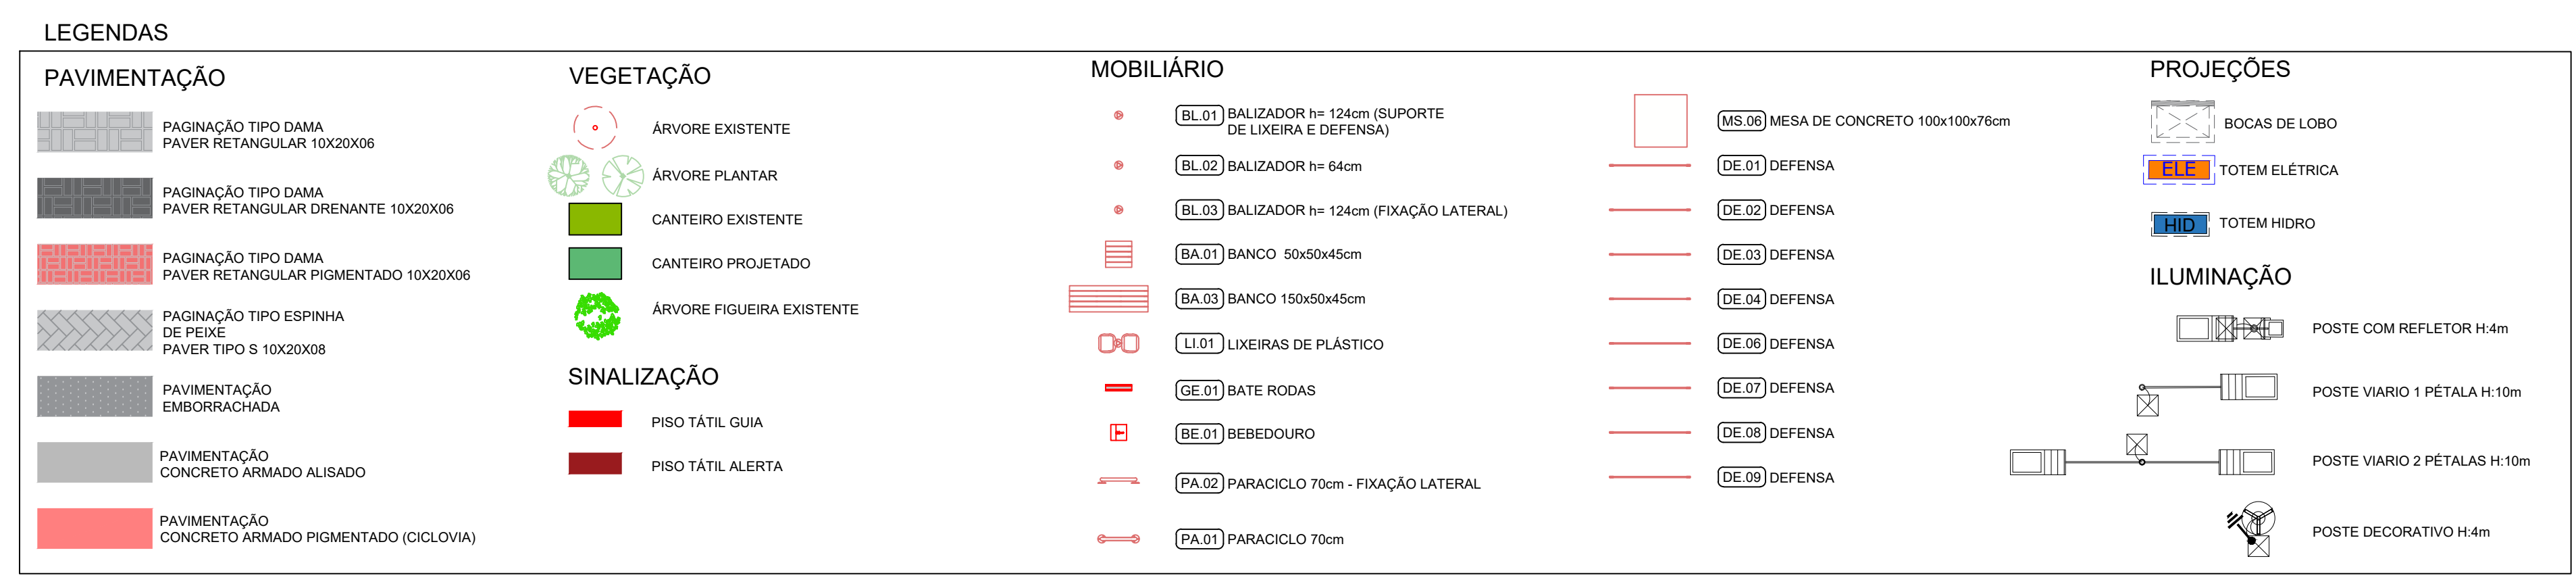 LEGENDAS
PAVIMENTAÇÃO
PAGINAÇÃO TIPO DAMA
PAVER RETANGULAR 10X20X06
PAGINAÇÃO TIPO DAMA
PAVER RETANGULAR DRENANTE 10X20X06
PAGINAÇÃO TIPO DAMA
PAVER RETANGULAR PIGMENTADO 10X20X06
PAGINAÇÃO TIPO ESPINHA
DE PEIXE
PAVER TIPO S 10X20X08
PAVIMENTAÇÃO
EMBORRACHADA
PAVIMENTAÇÃO
CONCRETO ARMADO ALISADO
PAVIMENTAÇÃO
CONCRETO ARMADO PIGMENTADO (CICLOVIA)
VEGETAÇÃO
ÁRVORE EXISTENTE
ÁRVORE PLANTAR
CANTEIRO EXISTENTE
CANTEIRO PROJETADO
ÁRVORE FIGUEIRA EXISTENTE
SINALIZAÇÃO
PISO TÁTIL GUIA
PISO TÁTIL ALERTA
MOBILIÁRIO
BL.01 BALIZADOR h= 124cm (SUPORTE
DE LIXEIRA E DEFENSA)
BL.02 BALIZADOR h= 64cm
BL.03 BALIZADOR h= 124cm (FIXAÇÃO LATERAL)
BA.01 BANCO 50x50x45cm
BA.03 BANCO 150x50x45cm
LI.01 LIXEIRAS DE PLÁSTICO
GE.01 BATE RODAS
BE.01 BEBEDOURO
PA.02 PARACICLO 70cm - FIXAÇÃO LATERAL
PA.01 PARACICLO 70cm
MS.06 MESA DE CONCRETO 100x100x76cm
DE.01 DEFENSA
DE.02 DEFENSA
DE.03 DEFENSA
DE.04 DEFENSA
DE.06 DEFENSA
DE.07 DEFENSA
DE.08 DEFENSA
DE.09 DEFENSA
PROJEÇÕES
BOCAS DE LOBO
ELE TOTEM ELÉTRICA
HID TOTEM HIDRO
ILUMINAÇÃO
POSTE COM REFLETOR H:4m
POSTE VIARIO 1 PÉTALA H:10m
POSTE VIARIO 2 PÉTALAS H:10m
POSTE DECORATIVO H:4m